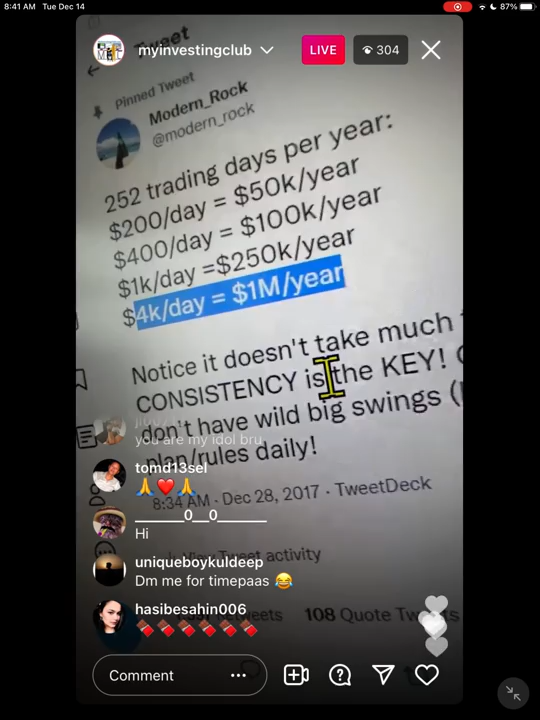 8:41 AM Tue Dec 14
87%
myinvestingclub
LIVE
304
Tweet
Pinned Tweet
Modern_Rock
@modern_rock
252 trading days per year:
$200/day = $50k/year
$400/day = $100k/year
$1k/day =$250k/year
$4k/day = $1M/year
Notice it doesn't take much
CONSISTENCY is the KEY!
don't have wild big swings (
plan/rules daily!
you are my idol bru
8:34 AM · Dec 28, 2017 · TweetDeck
tomd13sel
🙏❤️🙏
______0__0______
Hi
View Tweet activity
uniqueboykuldeep
Dm me for timepaas 😂
hasibesahin006
🍫🍫🍫🍫🍫🍫
108 Quote Tweets
Comment